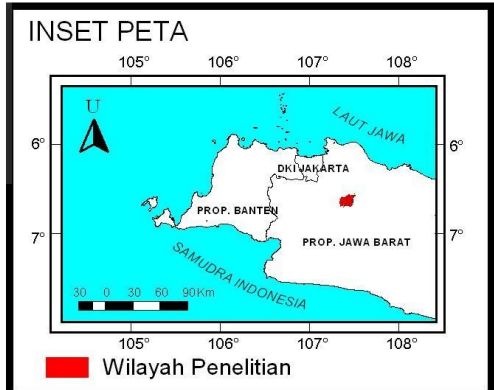 INSET PETA
105° 106° 107° 108°
U
LAUT JAWA
6° 6°
DKI JAKARTA
PROP. BANTEN
7° PROP. JAWA BARAT 7°
SAMUDRA INDONESIA
30 0 30 60 90 Km
105° 106° 107° 108°
Wilayah Penelitian